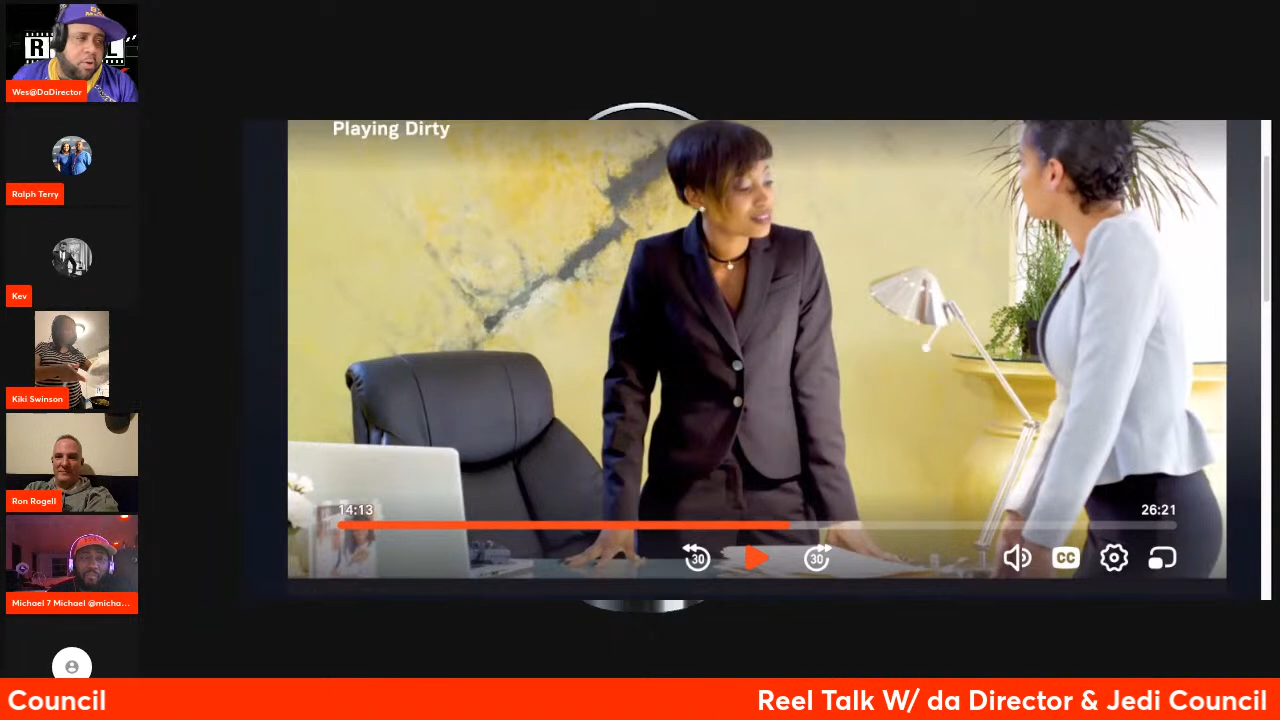 Wes@DaDirector
Ralph Terry
Kev
Kiki Swinson
Ron Rogell
Michael 7 Michael @micha...
Playing Dirty
14:13
26:21
30
30
CC
Council
Reel Talk W/ da Director & Jedi Council